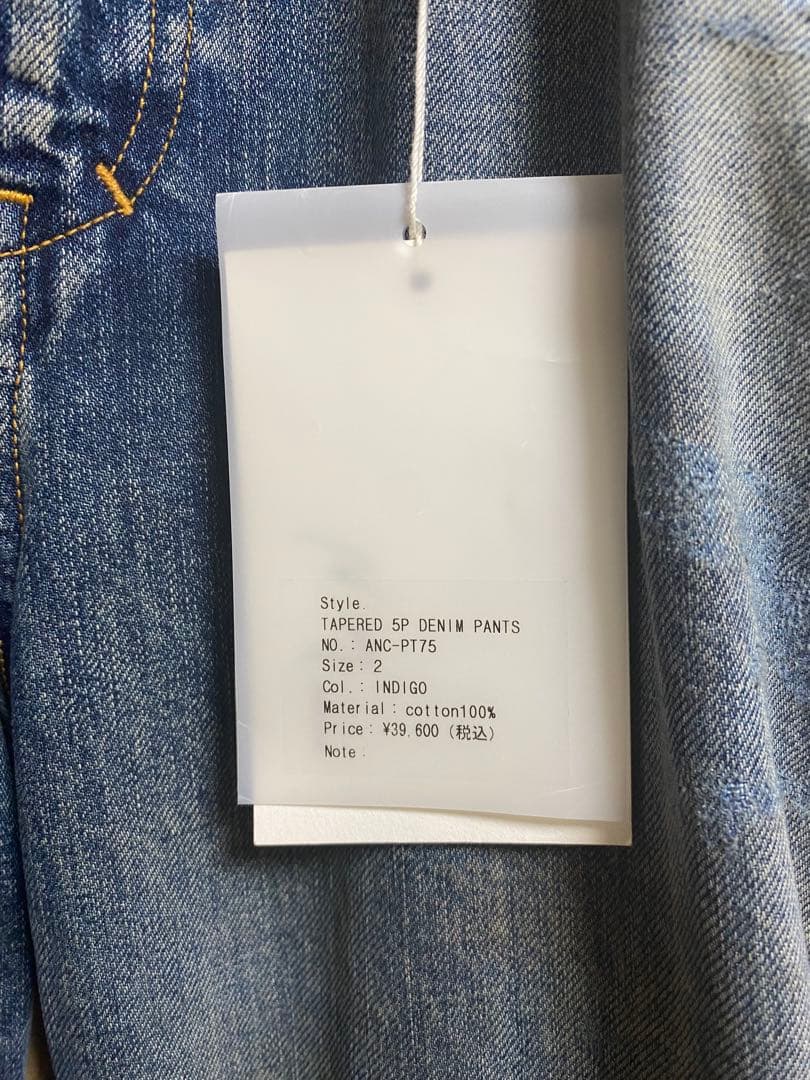 Style.
TAPERED 5P DENIM PANTS
NO.: ANC-PT75
Size: 2
Col.: INDIGO
Material: cotton100%
Price: ¥39,600 (税込)
Note: